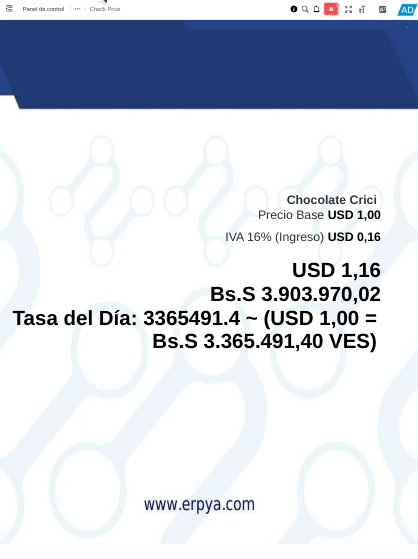 Panel de control / ··· / Check Price
AD
Chocolate Crici
Precio Base USD 1,00
IVA 16% (Ingreso) USD 0,16
USD 1,16
Bs.S 3.903.970,02
Tasa del Día: 3365491.4 ~ (USD 1,00 =
Bs.S 3.365.491,40 VES)
www.erpya.com